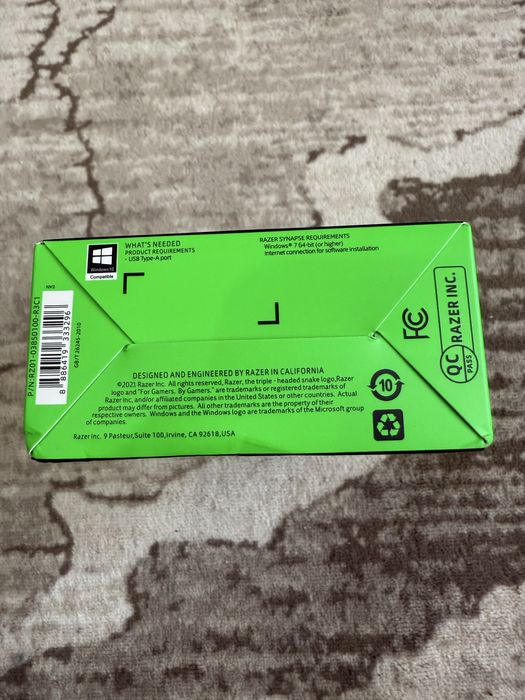 Windows 10
Compatible
WHAT'S NEEDED
PRODUCT REQUIREMENTS
- USB Type-A port
RAZER SYNAPSE REQUIREMENTS
Windows® 7 64-bit (or higher)
Internet connection for software installation
NV3
P/N:RZ01-03850100-R3C1
8 886419 333296
GB/T 26245-2010
FC
QC
PASS
RAZER INC.
DESIGNED AND ENGINEERED BY RAZER IN CALIFORNIA
©2021 Razer Inc. All rights reserved, Razer, the triple - headed snake logo,Razer
logo and "For Gamers. By Gamers." are trademarks or registered trademarks of
Razer Inc. and/or affiliated companies in the United States or other countries. Actual
product may differ from pictures. All other trademarks are the property of their
respective owners. Windows and the Windows logo are trademarks of the Microsoft group
of companies.
10
Razer Inc. 9 Pasteur,Suite 100,Irvine, CA 92618,USA